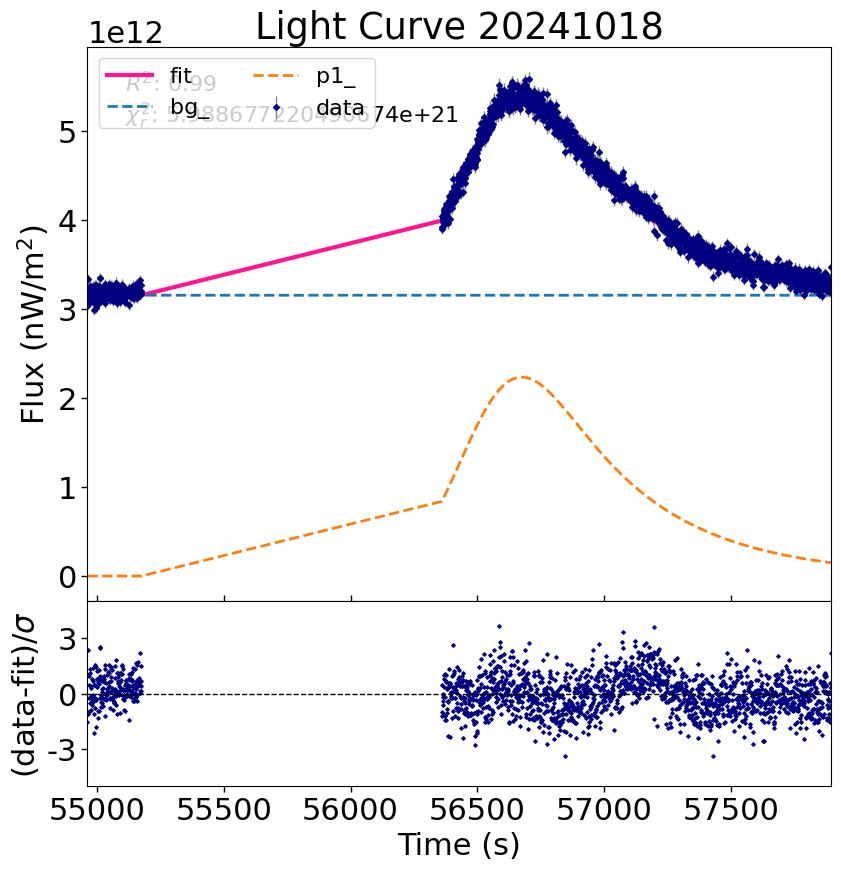 1e12
Light Curve 20241018
fit
bg_
p1_
data
R²: 0.99
Flux (nW/m²)
5
4
3
2
1
0
(data-fit)/σ
3
0
-3
55000 55500 56000 56500 57000 57500
Time (s)